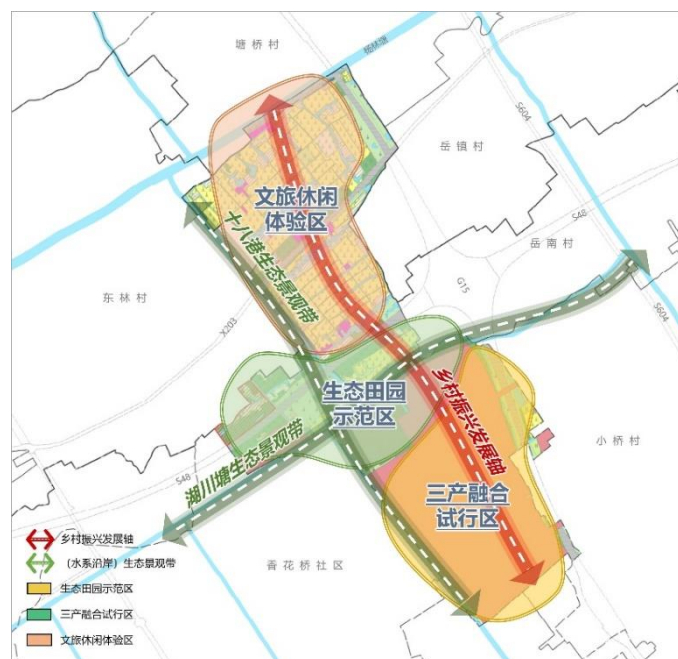 塘桥村
杨林塘
S604
岳镇村
文旅休闲
体验区
S48
岳南村
十八港生态景观带
东林村
G15
X203
S604
生态田园
示范区
乡村振兴发展轴
小桥村
湖川塘生态景观带
S48
三产融合
试行区
香花桥社区
乡村振兴发展轴
（水系沿岸）生态景观带
生态田园示范区
三产融合试行区
文旅休闲体验区